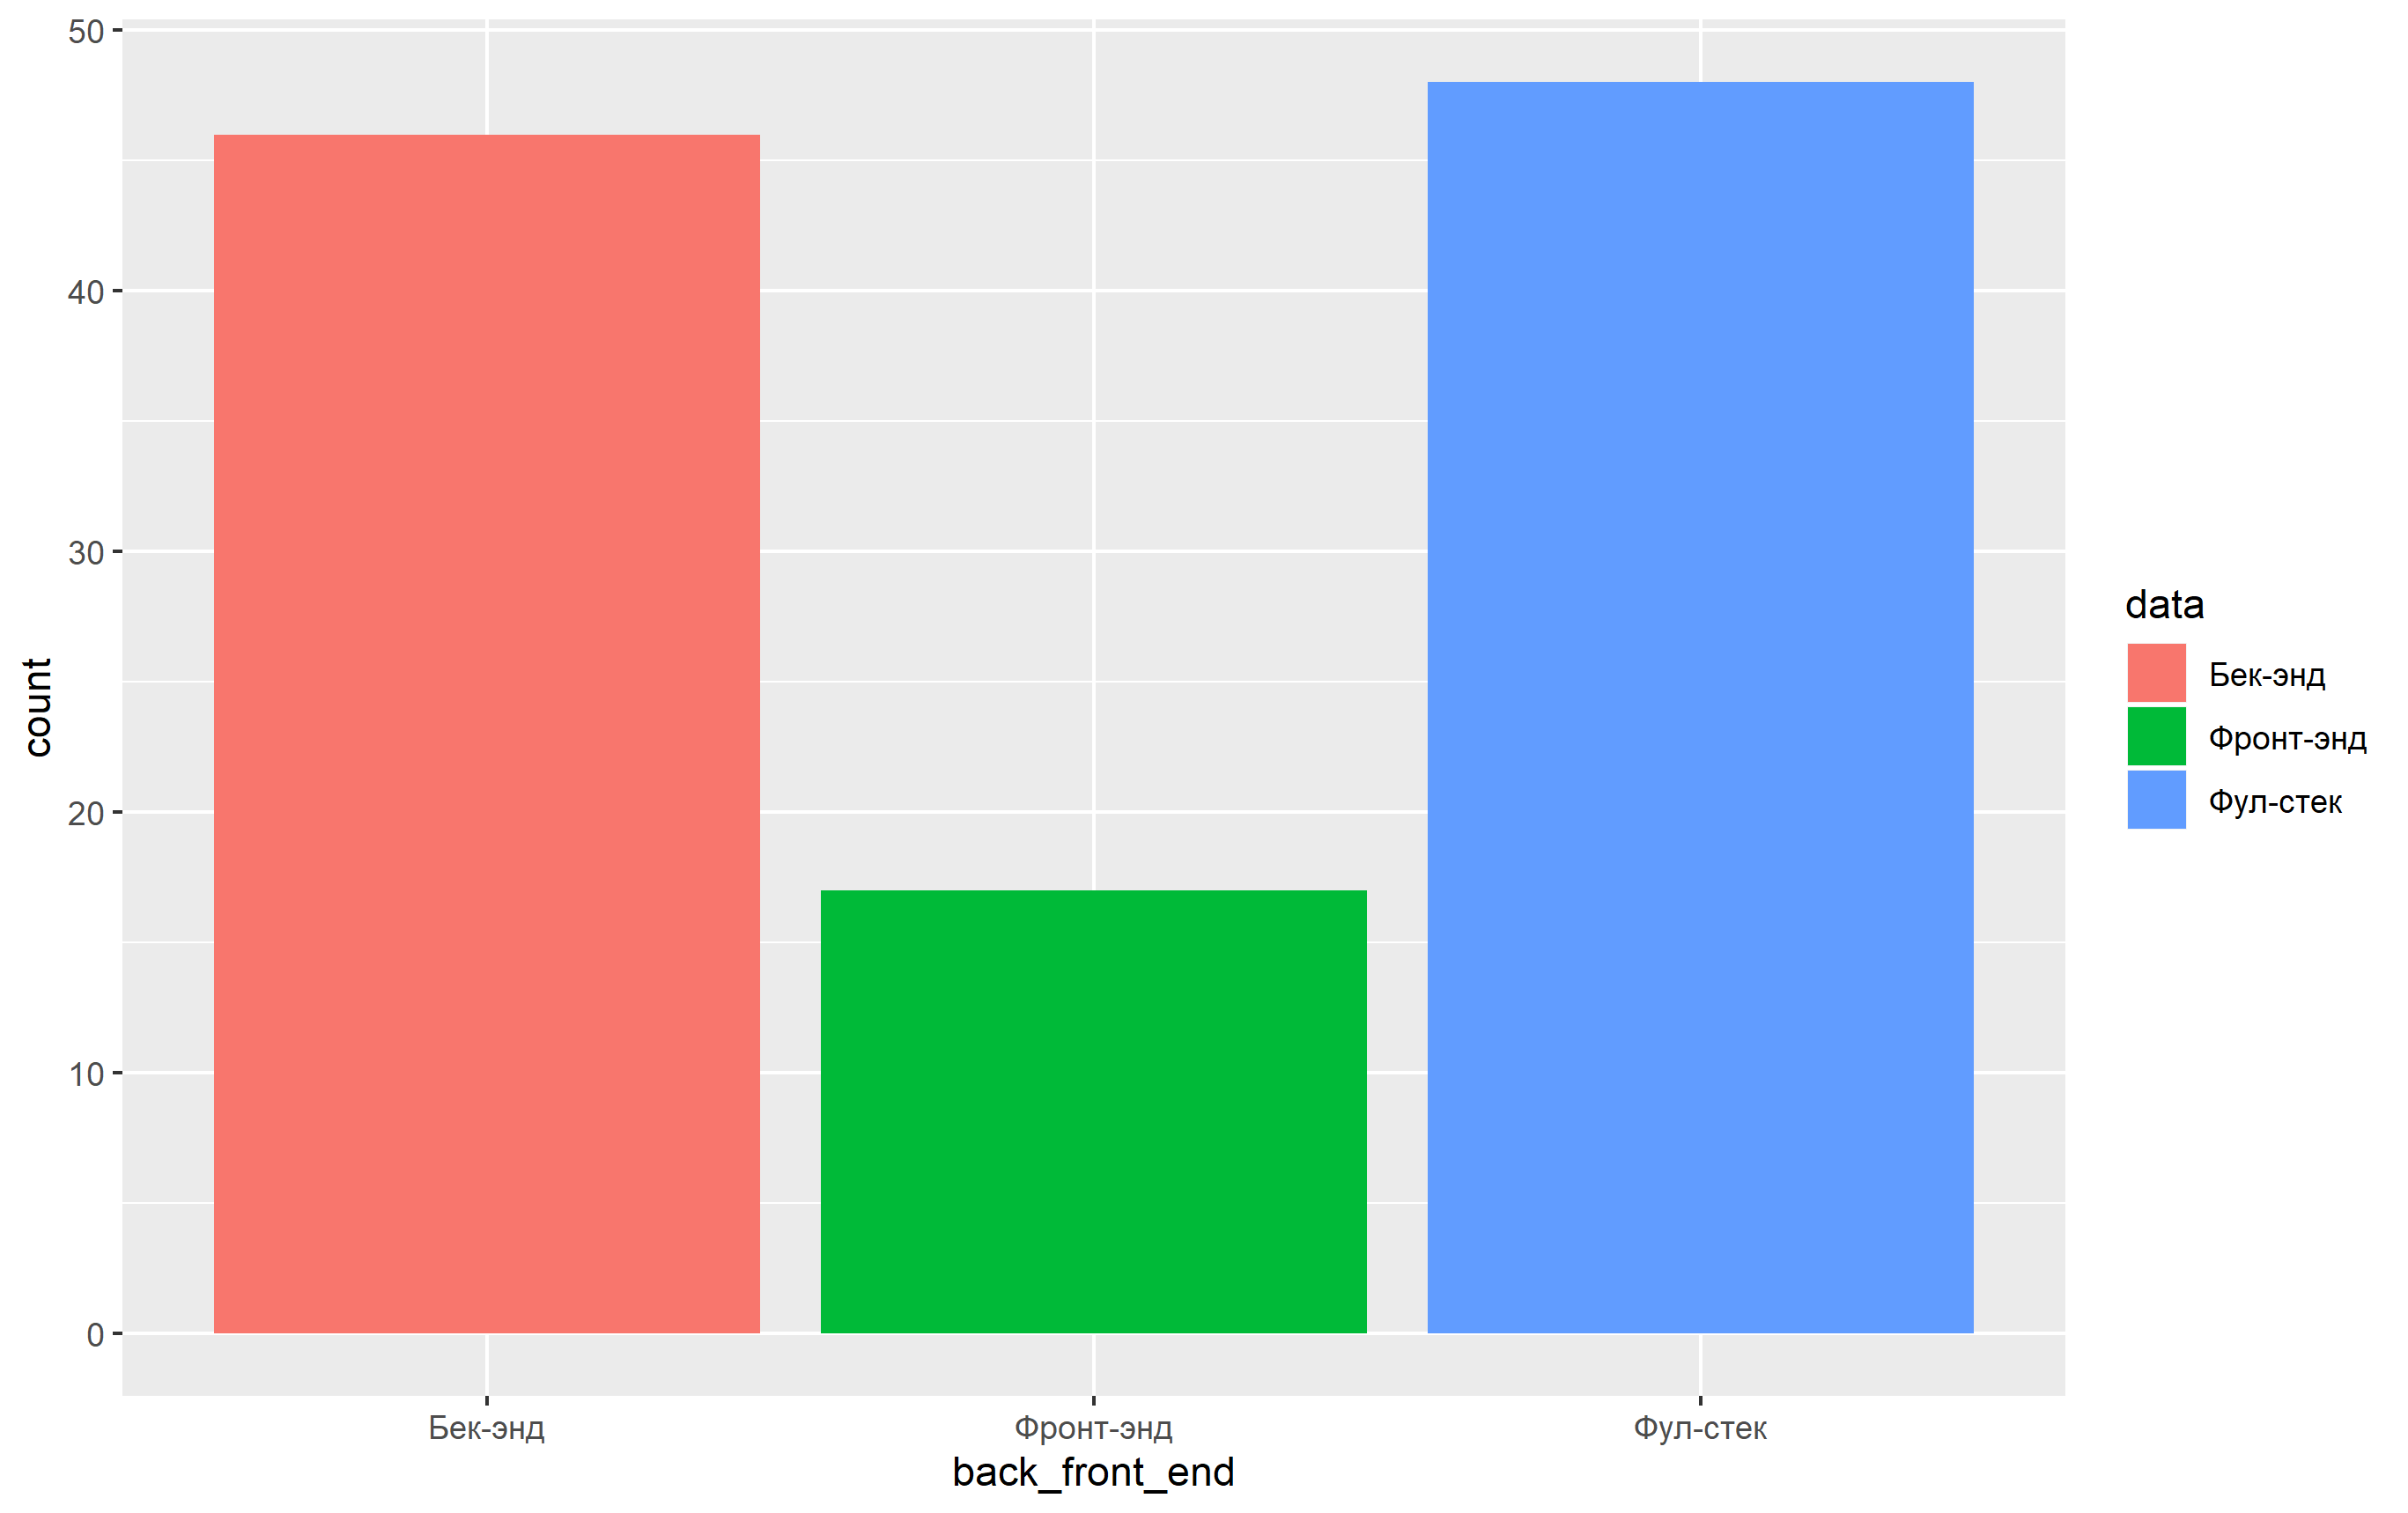 50
40
30
20
10
0
count
Бек-энд
Фронт-энд
Фул-стек
back_front_end
data
Бек-энд
Фронт-энд
Фул-стек